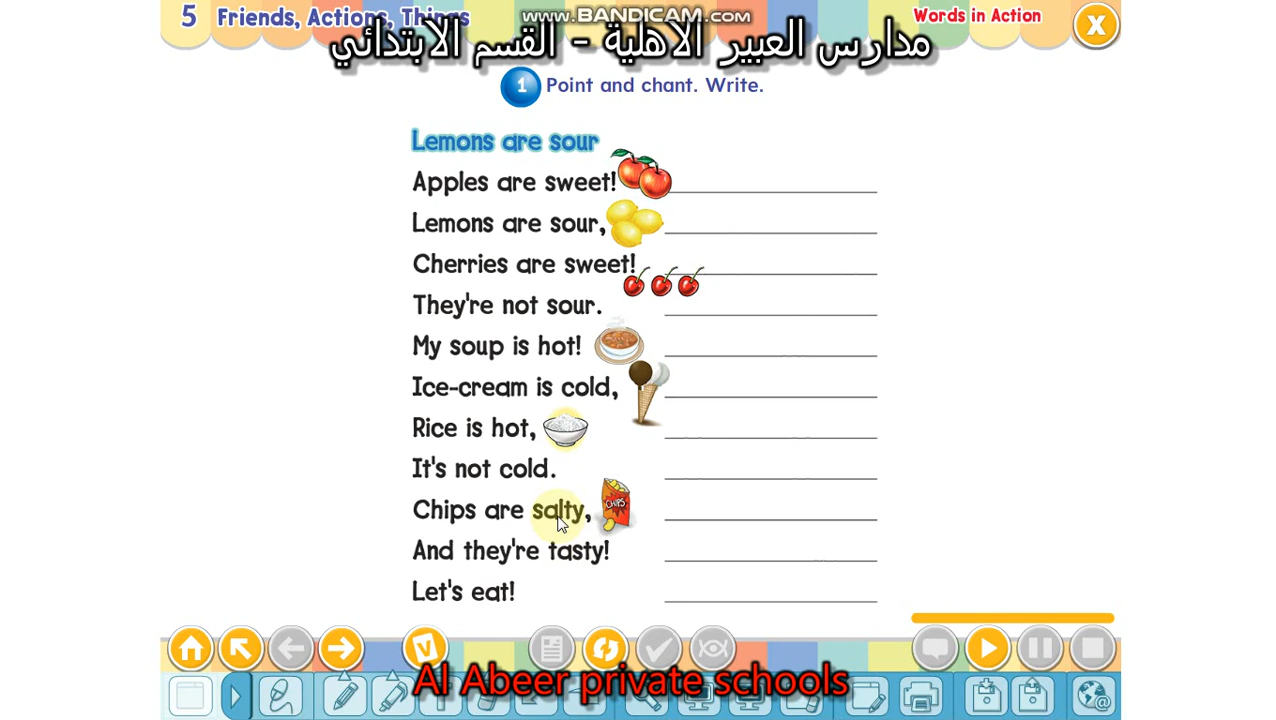 5 Friends, Actions, Things
www.BANDICAM.com
Words in Action
X
مدارس العبير الاهلية - القسم الابتدائي
1 Point and chant. Write.
Lemons are sour
Apples are sweet!
Lemons are sour,
Cherries are sweet!
They're not sour.
My soup is hot!
Ice-cream is cold,
Rice is hot,
It's not cold.
Chips are salty,
CHIPS
And they're tasty!
Let's eat!
V
Al Abeer private schools